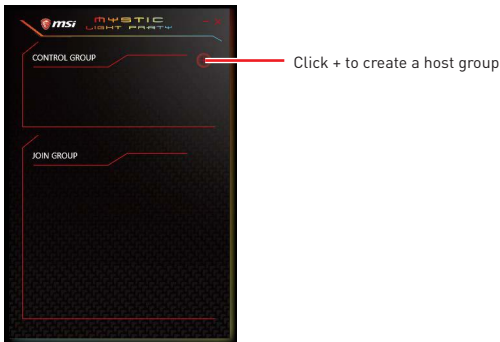 msi MYSTIC
LIGHT PARTY
CONTROL GROUP
Click + to create a host group
JOIN GROUP